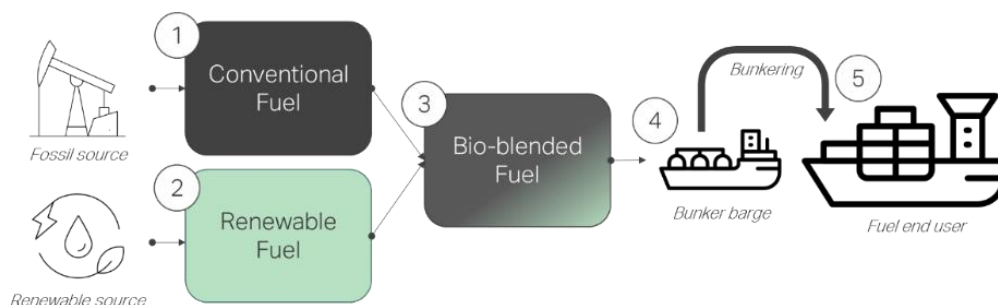 1
Conventional
Fuel
Fossil source
2
Renewable
Fuel
Renewable source
3
Bio-blended
Fuel
4
Bunker barge
Bunkering
5
Fuel end user